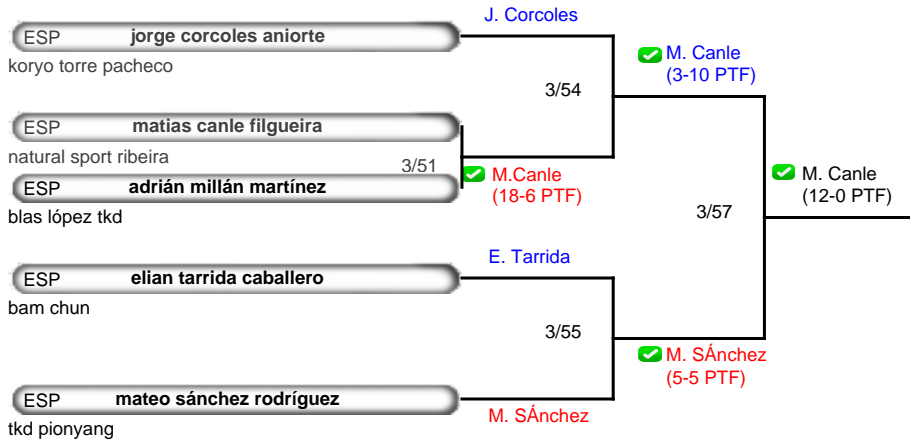 J. Corcoles
ESP jorge corcoles aniorte
koryo torre pacheco
M. Canle
(3-10 PTF)
3/54
ESP matias canle filgueira
natural sport ribeira
3/51
M.Canle
(18-6 PTF)
ESP adrián millán martínez
blas lópez tkd
M. Canle
(12-0 PTF)
3/57
E. Tarrida
ESP elian tarrida caballero
bam chun
3/55
M. SÁnchez
(5-5 PTF)
ESP mateo sánchez rodríguez
M. SÁnchez
tkd pionyang